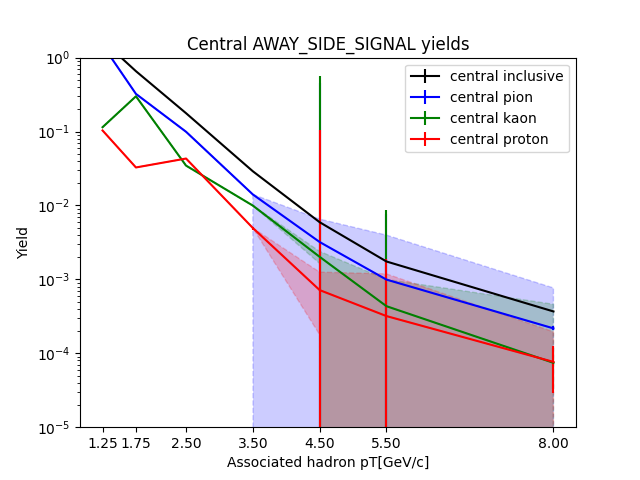 Central AWAY_SIDE_SIGNAL yields
central inclusive
central pion
central kaon
central proton
Yield
10^0
10^-1
10^-2
10^-3
10^-4
10^-5
1.25 1.75 2.50 3.50 4.50 5.50 8.00
Associated hadron pT[GeV/c]